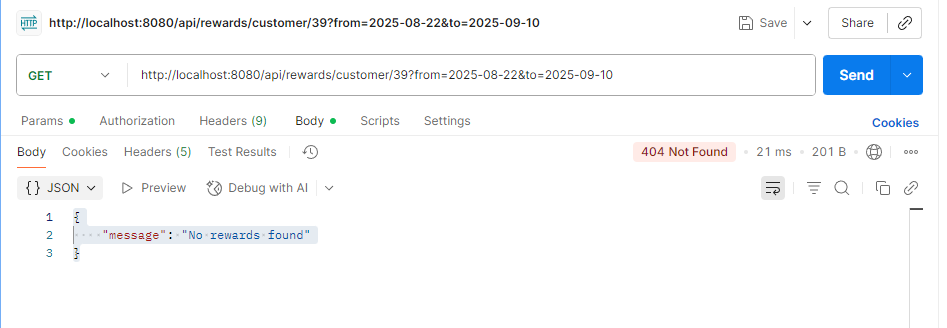 HTTP http://localhost:8080/api/rewards/customer/39?from=2025-08-22&to=2025-09-10 Save Share
GET http://localhost:8080/api/rewards/customer/39?from=2025-08-22&to=2025-09-10 Send
Params Authorization Headers (9) Body Scripts Settings Cookies
Body Cookies Headers (5) Test Results 404 Not Found 21 ms 201 B
{} JSON Preview Debug with AI
1 {
2 "message": "No rewards found"
3 }